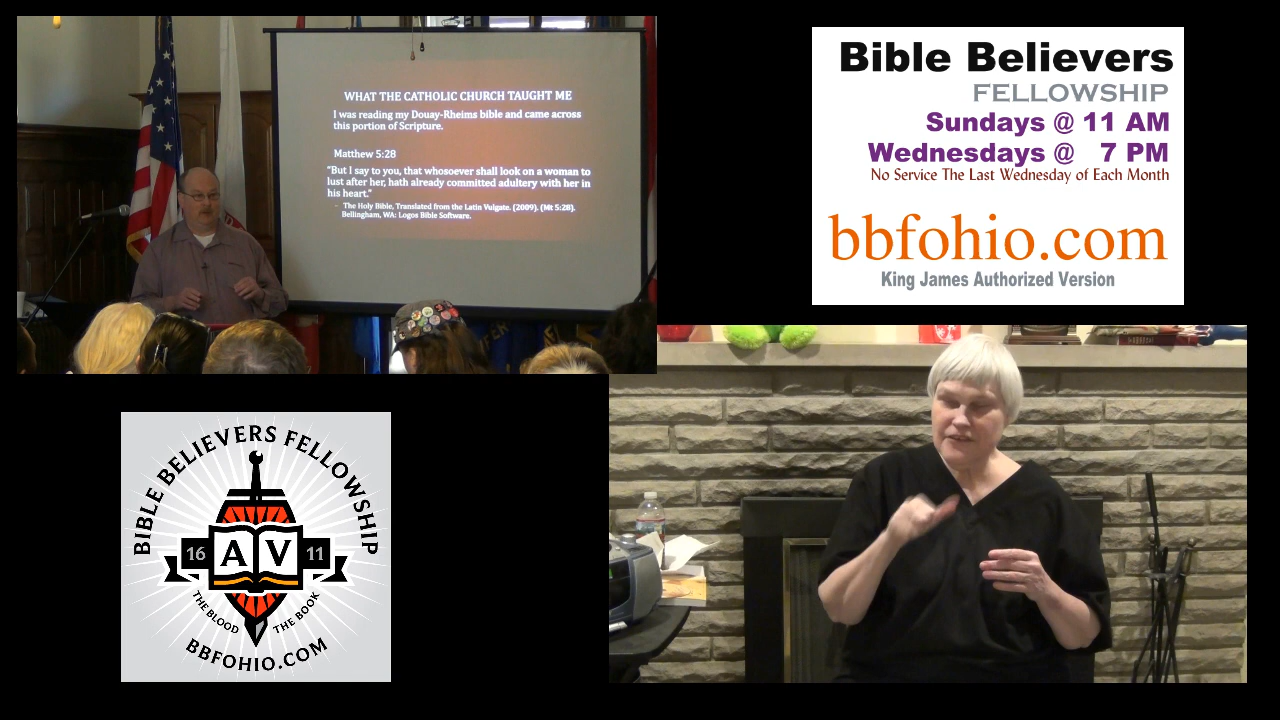 WHAT THE CATHOLIC CHURCH TAUGHT ME
I was reading my Douay-Rheims bible and came across
this portion of Scripture.
Matthew 5:28
"But I say to you, that whosoever shall look on a woman to
lust after her, hath already committed adultery with her in
his heart."
- The Holy Bible, Translated from the Latin Vulgate. (2009). (Mt 5:28).
Bellingham, WA: Logos Bible Software.
Bible Believers
FELLOWSHIP
Sundays @ 11 AM
Wednesdays @ 7 PM
No Service The Last Wednesday of Each Month
bbfohio.com
King James Authorized Version
BIBLE BELIEVERS FELLOWSHIP
16 AV 11
THE BLOOD THE BOOK
BBFOHIO.COM